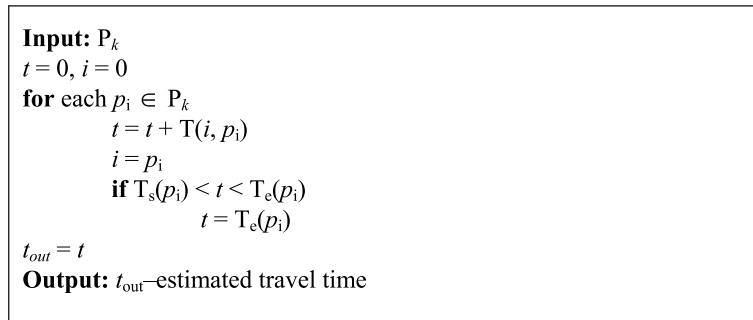 Input: Pk
t = 0, i = 0
for each pi ∈ Pk
t = t + T(i, pi)
i = pi
if Ts(pi) < t < Te(pi)
t = Te(pi)
tout = t
Output: tout–estimated travel time